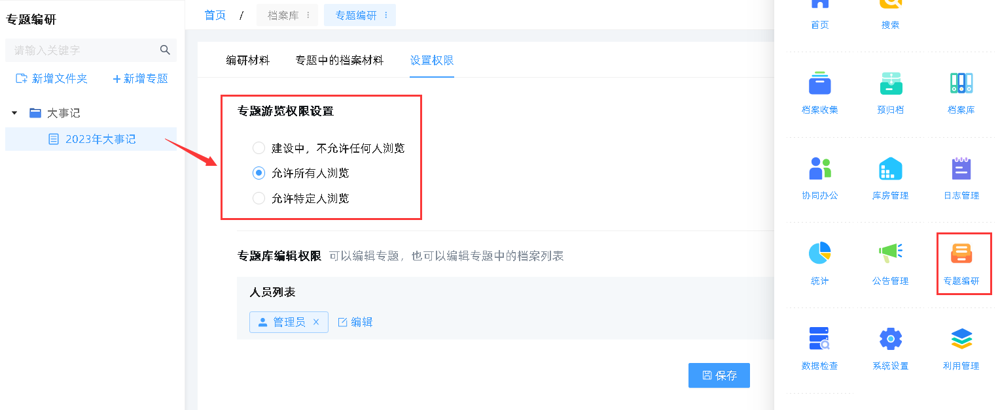 专题编研
请输入关键字
新增文件夹 +新增专题
大事记
2023年大事记
首页 / 档案库 专题编研
编研材料 专题中的档案材料 设置权限
专题游览权限设置
建设中，不允许任何人浏览
允许所有人浏览
允许特定人浏览
专题库编辑权限 可以编辑专题，也可以编辑专题中的档案列表
人员列表
管理员 × 编辑
保存
首页 搜索
档案收集 预归档 档案库
协同办公 库房管理 日志管理
统计 公告管理 专题编研
数据检查 系统设置 利用管理